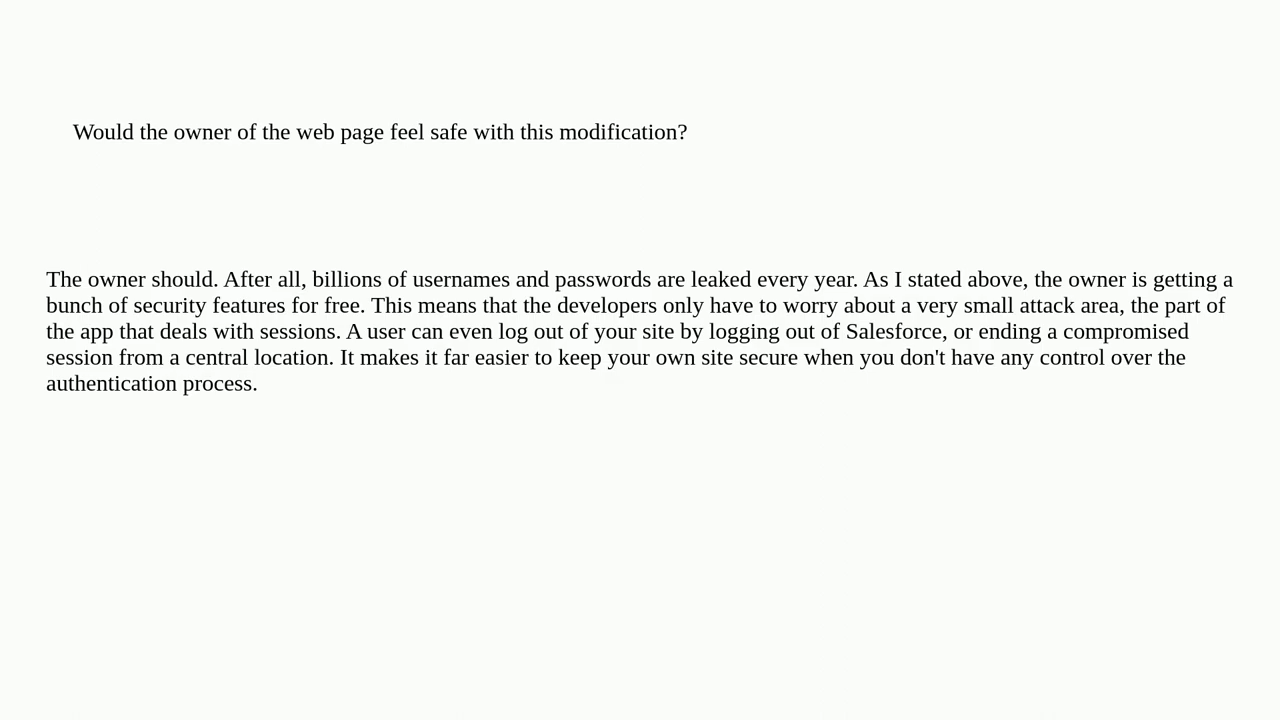 Would the owner of the web page feel safe with this modification?
The owner should. After all, billions of usernames and passwords are leaked every year. As I stated above, the owner is getting a
bunch of security features for free. This means that the developers only have to worry about a very small attack area, the part of
the app that deals with sessions. A user can even log out of your site by logging out of Salesforce, or ending a compromised
session from a central location. It makes it far easier to keep your own site secure when you don't have any control over the
authentication process.